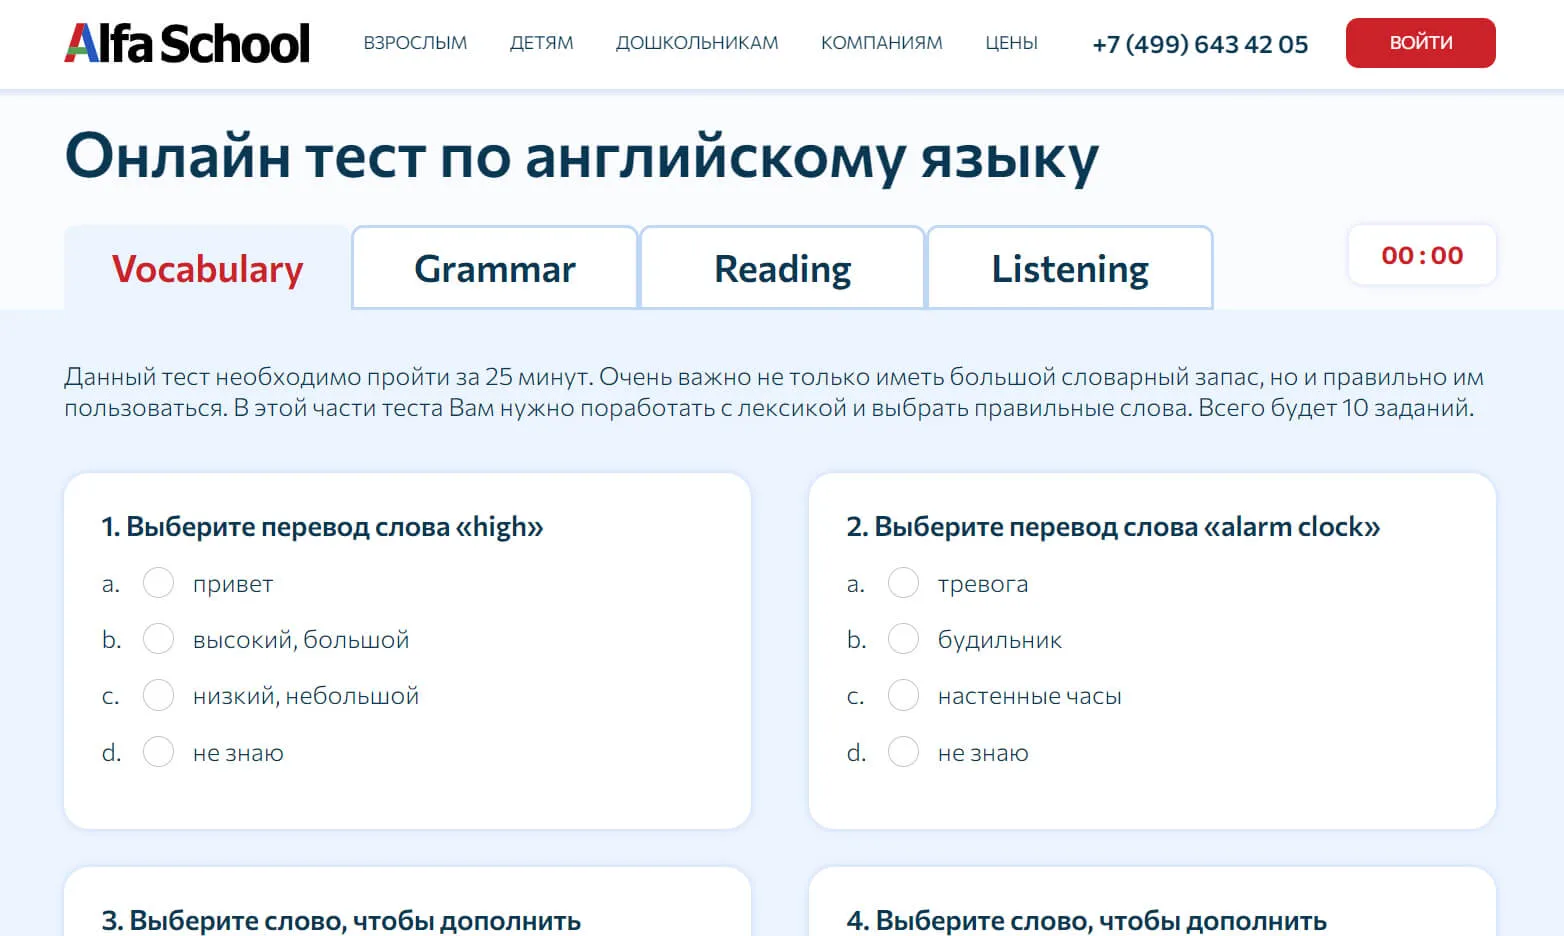 Alfa School
ВЗРОСЛЫМ ДЕТЯМ ДОШКОЛЬНИКАМ КОМПАНИЯМ ЦЕНЫ +7 (499) 643 42 05 ВОЙТИ
Онлайн тест по английскому языку
Vocabulary Grammar Reading Listening 00 : 00
Данный тест необходимо пройти за 25 минут. Очень важно не только иметь большой словарный запас, но и правильно им
пользоваться. В этой части теста Вам нужно поработать с лексикой и выбрать правильные слова. Всего будет 10 заданий.
1. Выберите перевод слова «high»
a. привет
b. высокий, большой
c. низкий, небольшой
d. не знаю
2. Выберите перевод слова «alarm clock»
a. тревога
b. будильник
c. настенные часы
d. не знаю
3. Выберите слово, чтобы дополнить
4. Выберите слово, чтобы дополнить